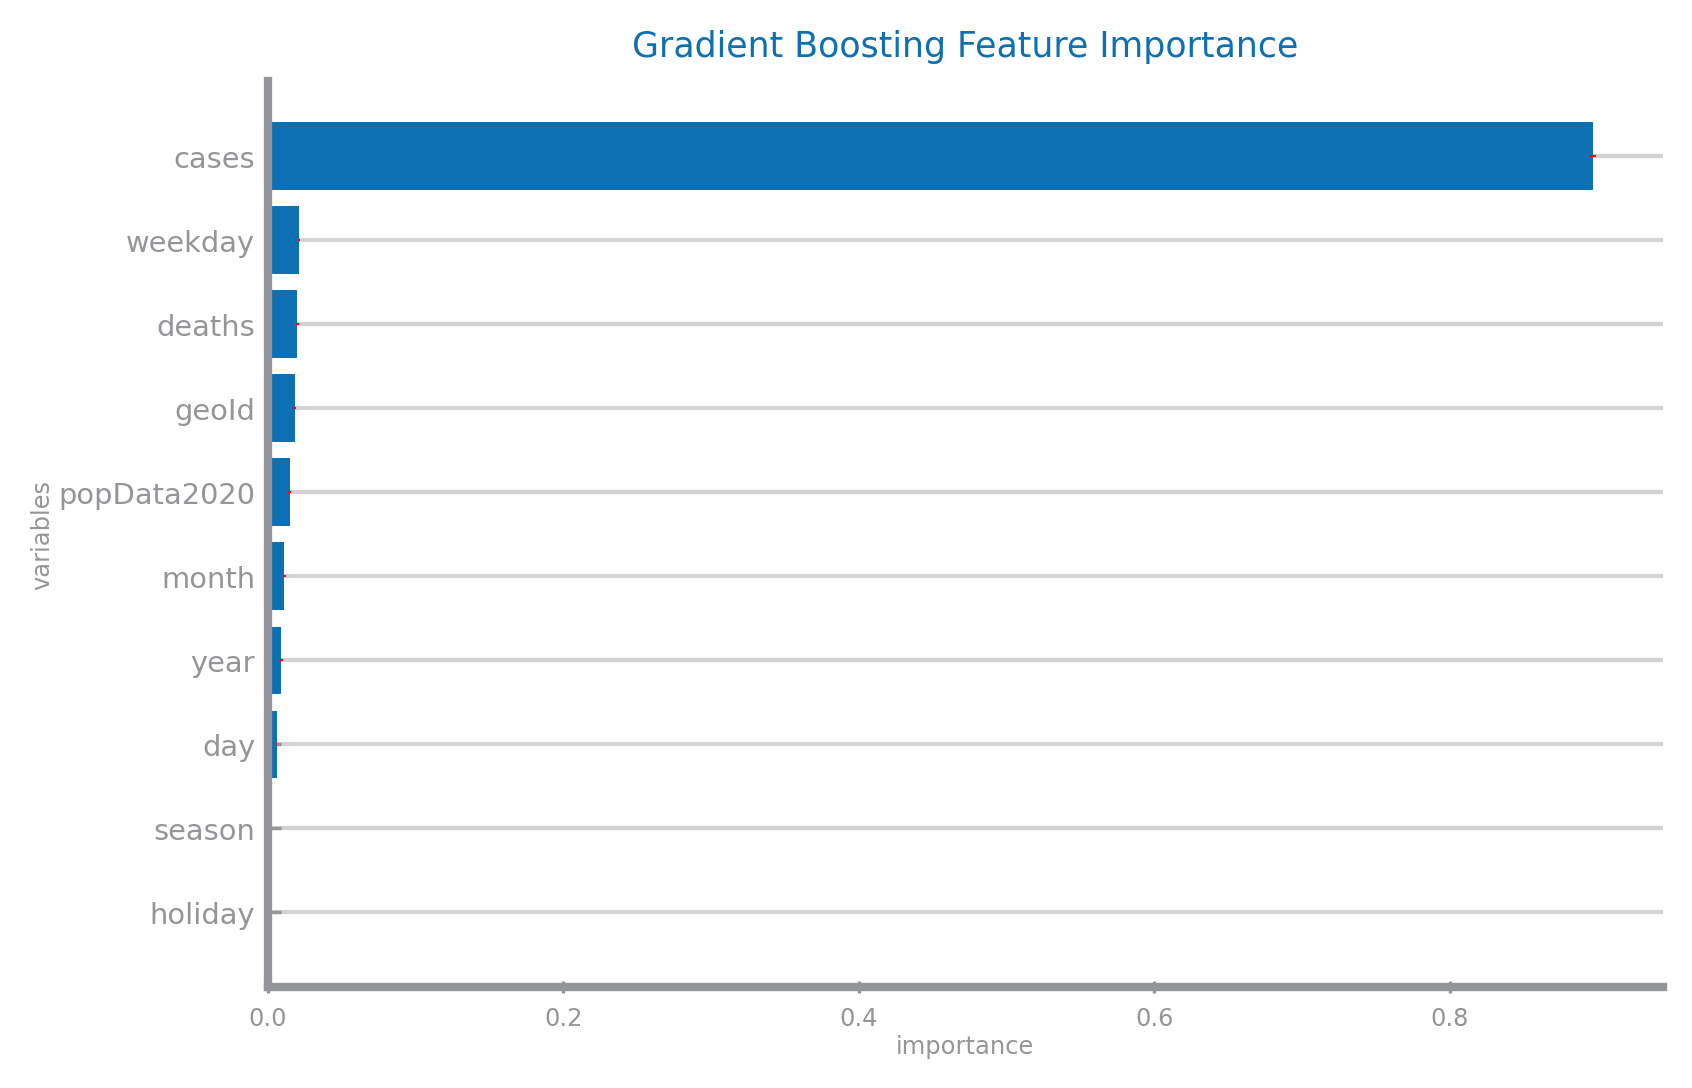 Gradient Boosting Feature Importance
cases
weekday
deaths
geoId
popData2020
month
year
day
season
holiday
variables
0.0 0.2 0.4 0.6 0.8
importance